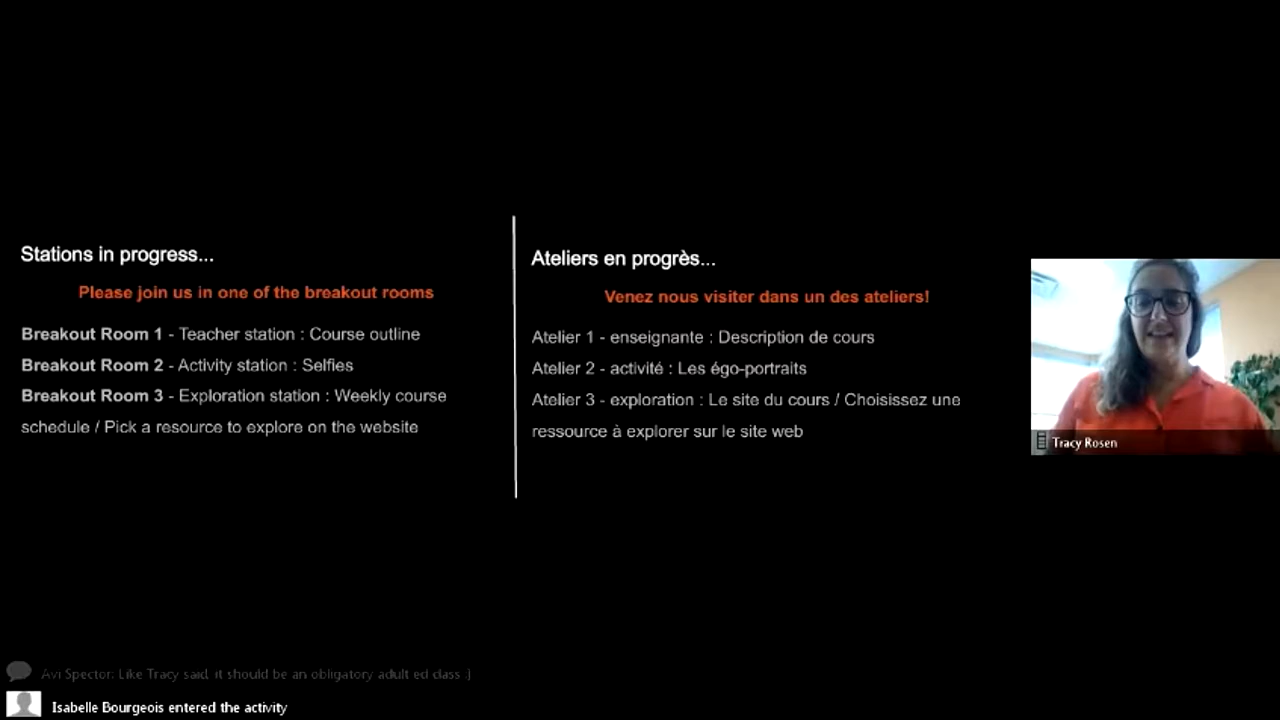 Stations in progress...
Please join us in one of the breakout rooms
Breakout Room 1 - Teacher station : Course outline
Breakout Room 2 - Activity station : Selfies
Breakout Room 3 - Exploration station : Weekly course
schedule / Pick a resource to explore on the website
Ateliers en progrès...
Venez nous visiter dans un des ateliers!
Atelier 1 - enseignante : Description de cours
Atelier 2 - activité : Les égo-portraits
Atelier 3 - exploration : Le site du cours / Choisissez une
ressource à explorer sur le site web
Tracy Rosen
Avi Spector: Like Tracy said, it should be an obligatory adult ed class :)
Isabelle Bourgeois entered the activity